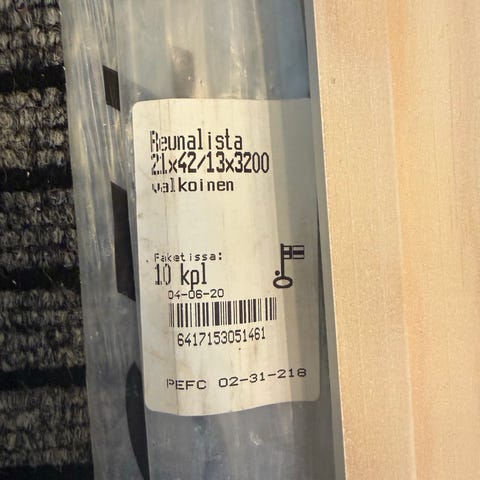 Reunalista
21x42/13x3200
valkoinen
Paketissa:
10 kpl
04-06-20
6417153051461
PEFC 02-31-218